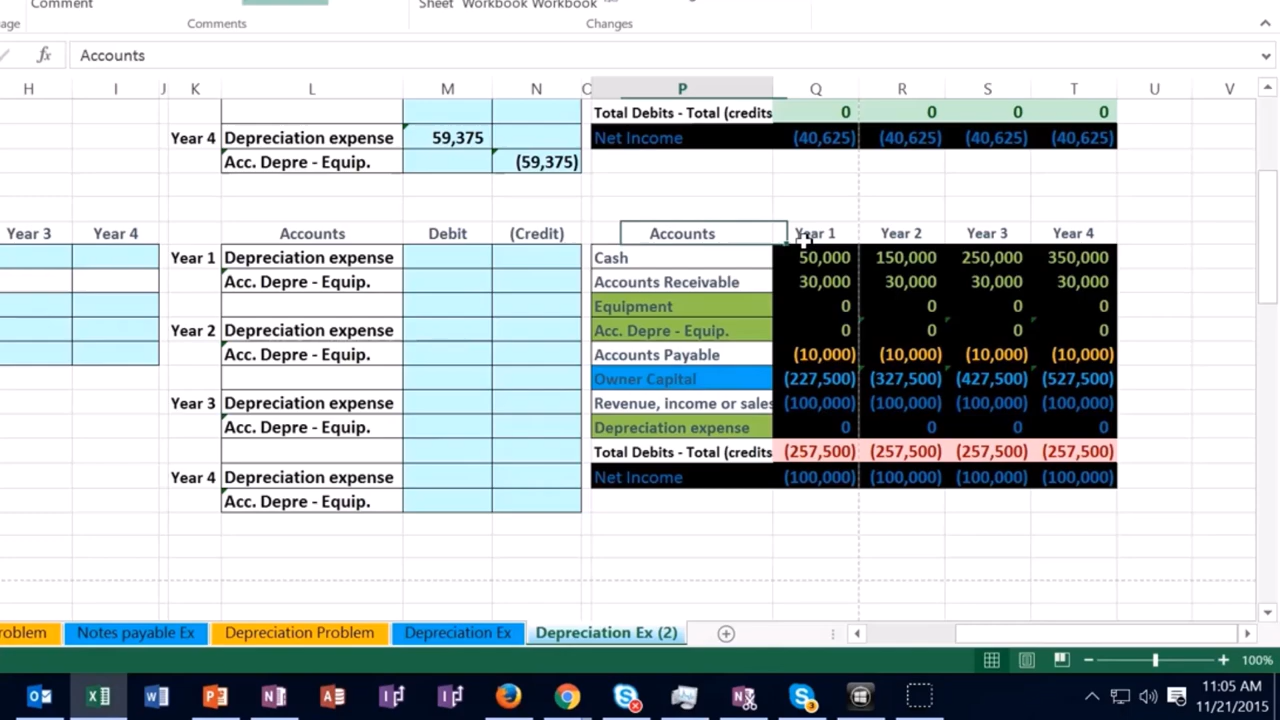 Comment Sheet Workbook Workbook
age Comments Changes
fx Accounts
H I J K L M N P Q R S T U V
Total Debits - Total (credits 0 0 0 0
Year 4 Depreciation expense 59,375 Net Income (40,625) (40,625) (40,625) (40,625)
Acc. Depre - Equip. (59,375)
Year 3 Year 4 Accounts Debit (Credit) Accounts Year 1 Year 2 Year 3 Year 4
Year 1 Depreciation expense Cash 50,000 150,000 250,000 350,000
Acc. Depre - Equip. Accounts Receivable 30,000 30,000 30,000 30,000
Equipment 0 0 0 0
Year 2 Depreciation expense Acc. Depre - Equip. 0 0 0 0
Acc. Depre - Equip. Accounts Payable (10,000) (10,000) (10,000) (10,000)
Owner Capital (227,500) (327,500) (427,500) (527,500)
Year 3 Depreciation expense Revenue, income or sales (100,000) (100,000) (100,000) (100,000)
Acc. Depre - Equip. Depreciation expense 0 0 0 0
Total Debits - Total (credits (257,500) (257,500) (257,500) (257,500)
Year 4 Depreciation expense Net Income (100,000) (100,000) (100,000) (100,000)
Acc. Depre - Equip.
roblem Notes payable Ex Depreciation Problem Depreciation Ex Depreciation Ex (2)
100%
11:05 AM
11/21/2015